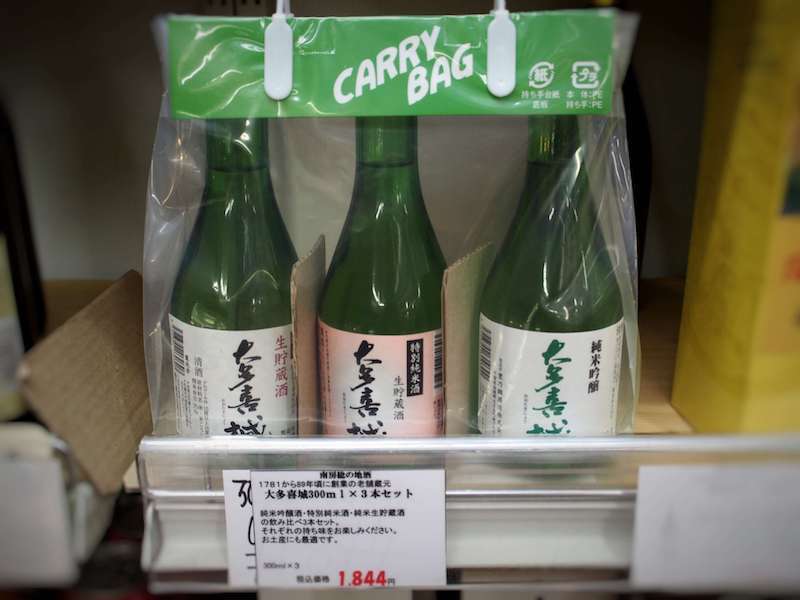 CARRY
BAG
紙
プラ
持ち手台紙
底板
本 体:PE
持ち手:PE
生貯蔵酒
清酒
大多喜城
特別純米酒
生貯蔵酒
大多喜城
純米吟醸
大多喜城
南房総の地酒
1781から89年頃に創業の老舗蔵元
大多喜城300ml×3本セット
純米吟醸酒・特別純米酒・純米生貯蔵酒
の飲み比べ3本セット。
それぞれの持ち味をお楽しみください。
お土産にも最適です。
300ml×3
税込価格 1,844円